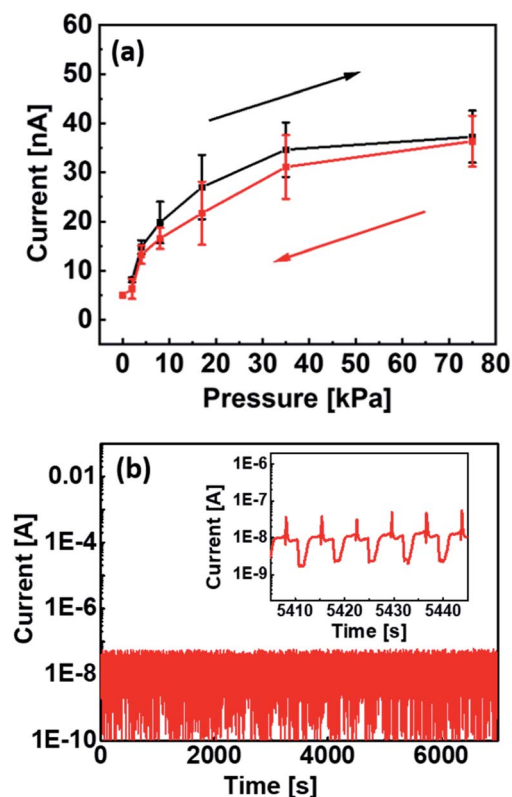 (a)
Current [nA]
60
50
40
30
20
10
0
0 10 20 30 40 50 60 70 80
Pressure [kPa]
(b)
Current [A]
0.01
1E-4
1E-6
1E-8
1E-10
0 2000 4000 6000
Time [s]
Current [A]
1E-6
1E-7
1E-8
1E-9
5410 5420 5430 5440
Time [s]